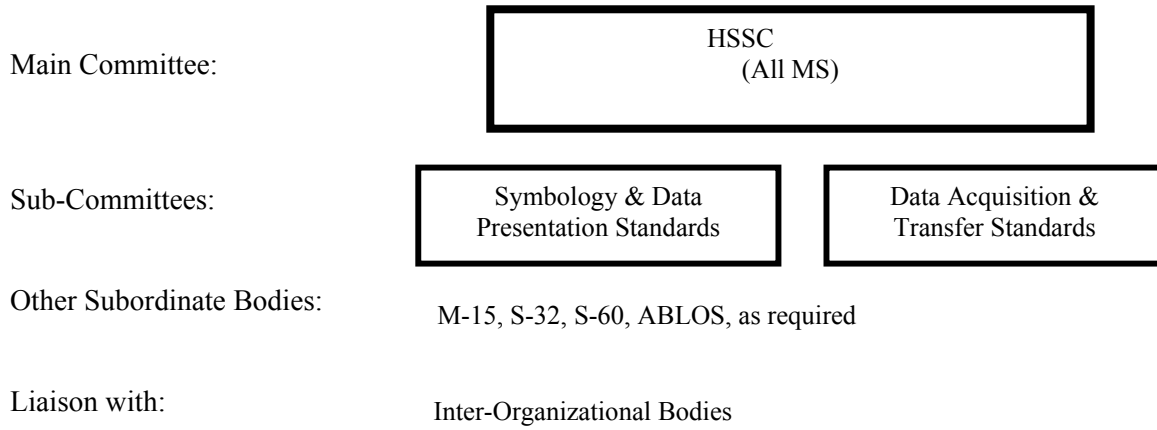 Main Committee:
HSSC
(All MS)
Sub-Committees:
Symbology & Data
Presentation Standards
Data Acquisition &
Transfer Standards
Other Subordinate Bodies:
M-15, S-32, S-60, ABLOS, as required
Liaison with:
Inter-Organizational Bodies